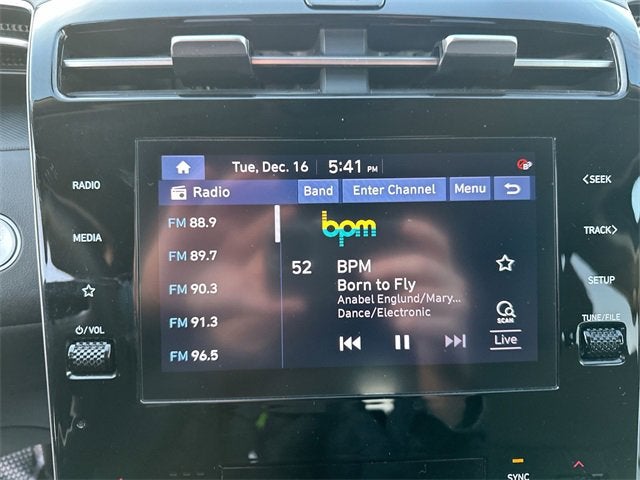 Tue, Dec. 16 5:41 PM
Radio Band Enter Channel Menu
bpm
FM 88.9
FM 89.7
FM 90.3
FM 91.3
FM 96.5
52 BPM
Born to Fly
Anabel Englund/Mary...
Dance/Electronic
SCAN
Live
RADIO
MEDIA
VOL
SEEK
TRACK
SETUP
TUNE/FILE
SYNC